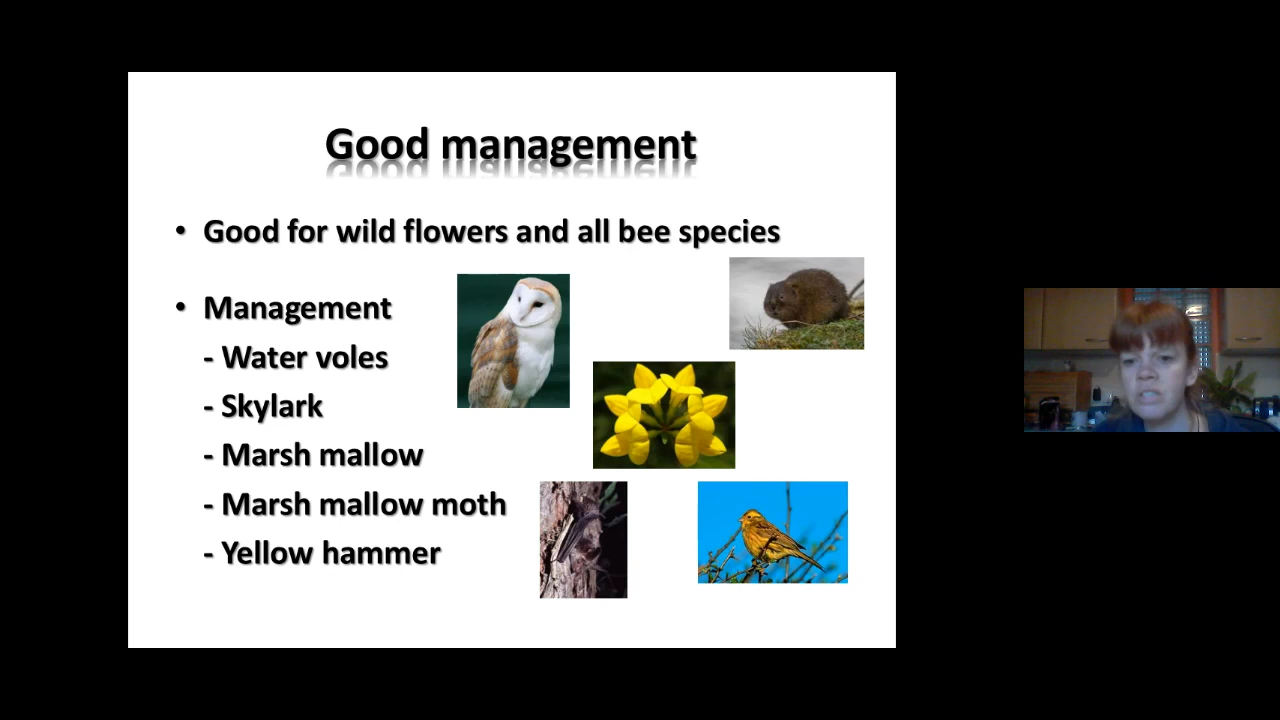 Good management
• Good for wild flowers and all bee species
• Management
- Water voles
- Skylark
- Marsh mallow
- Marsh mallow moth
- Yellow hammer